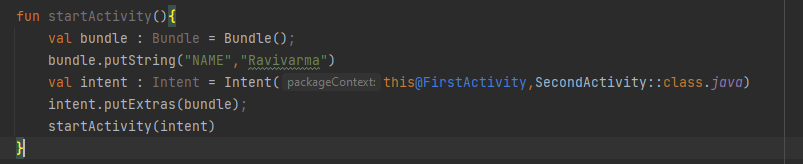 fun startActivity(){
val bundle : Bundle = Bundle();
bundle.putString("NAME","Ravivarma")
val intent : Intent = Intent( packageContext: this@FirstActivity,SecondActivity::class.java)
intent.putExtras(bundle);
startActivity(intent)
}